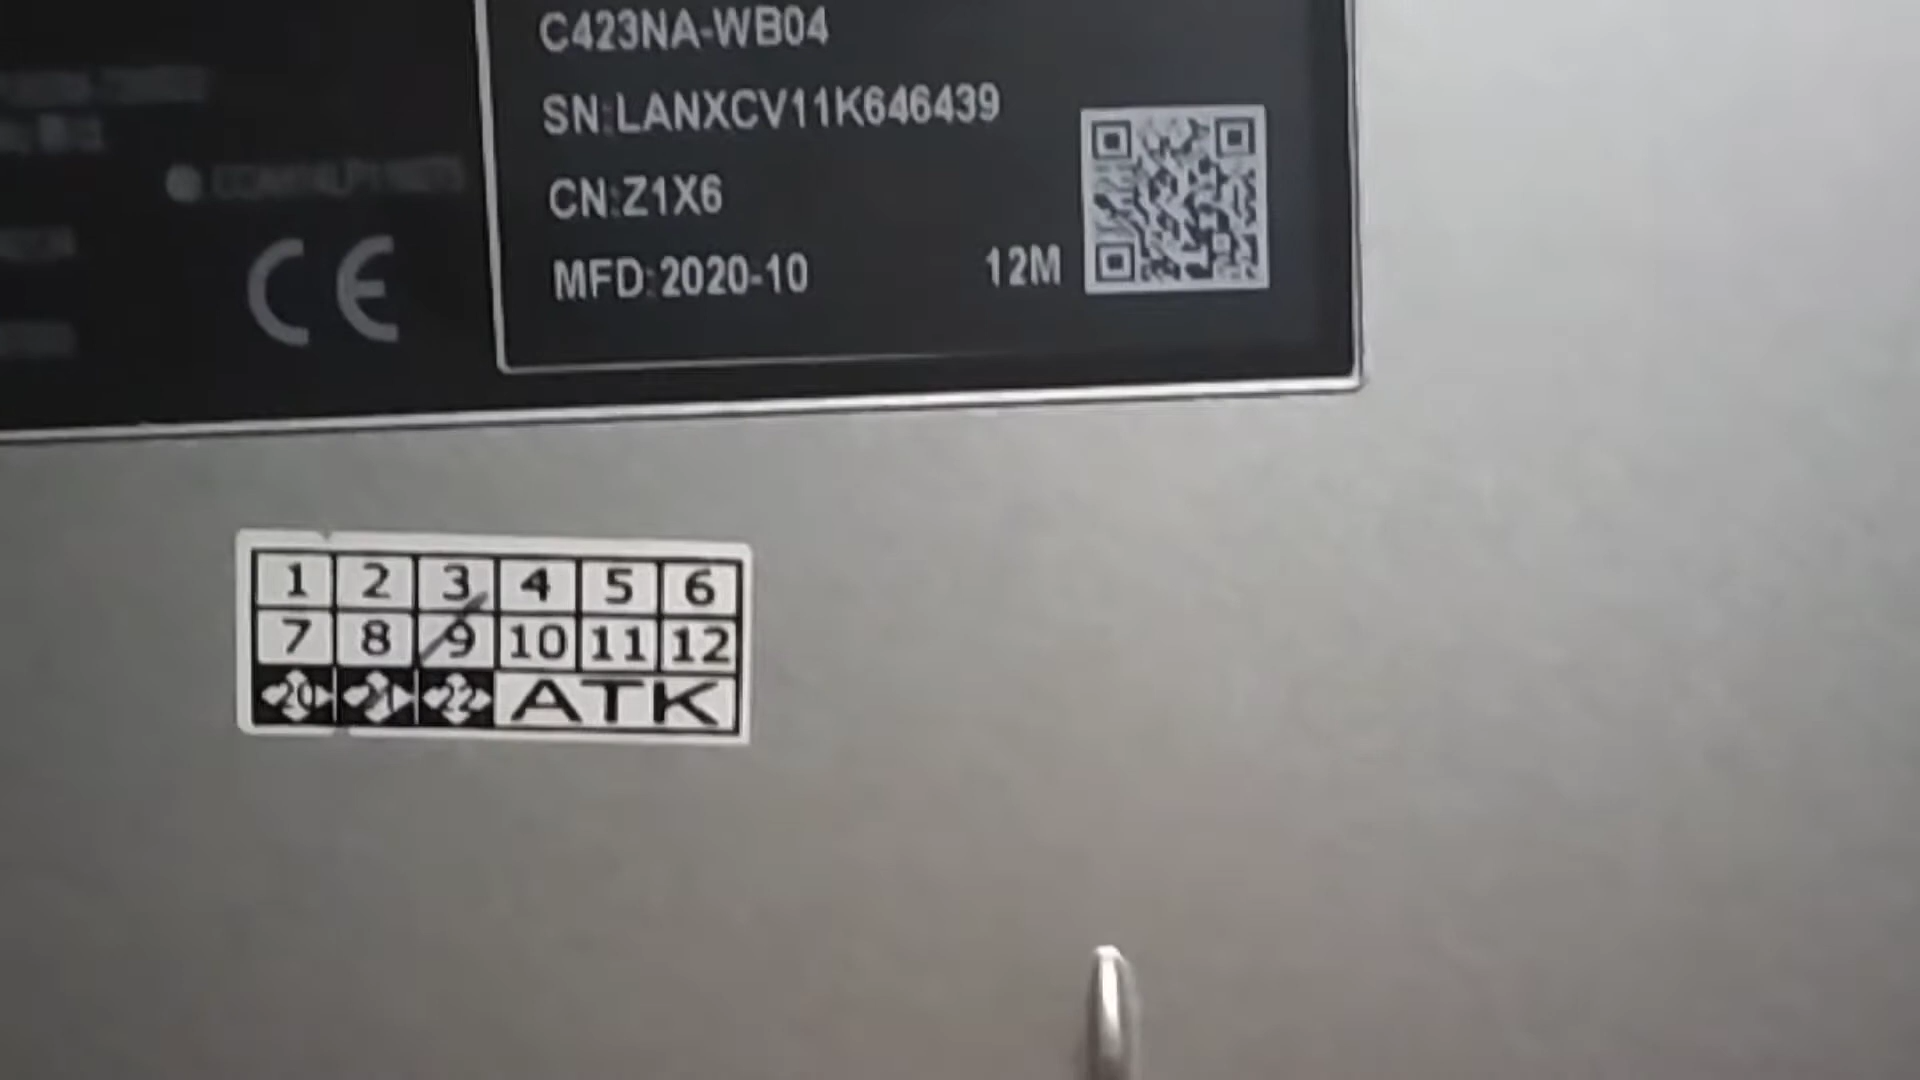 C423NA-WB04
SN:LANXCV11K646439
CN:Z1X6
MFD:2020-10 12M
CE
1 2 3 4 5 6
7 8 9 10 11 12
20 21 22 ATK